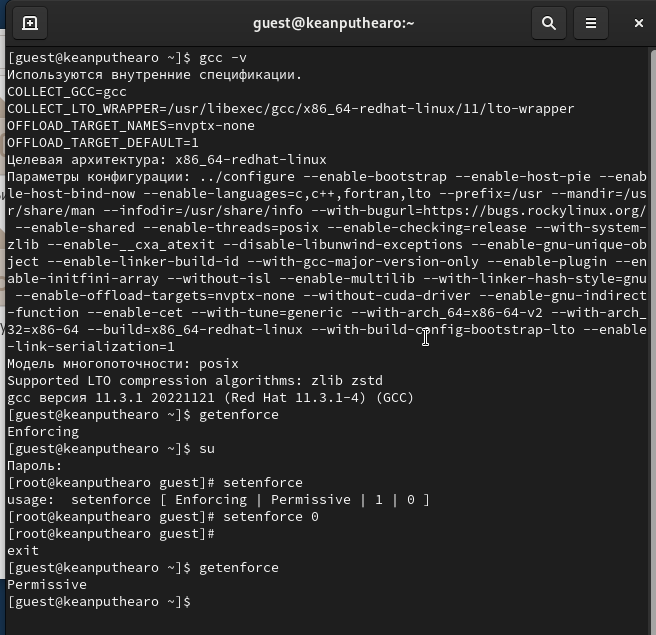 guest@keanputhearo:~
[guest@keanputhearo ~]$ gcc -v
Используются внутренние спецификации.
COLLECT_GCC=gcc
COLLECT_LTO_WRAPPER=/usr/libexec/gcc/x86_64-redhat-linux/11/lto-wrapper
OFFLOAD_TARGET_NAMES=nvptx-none
OFFLOAD_TARGET_DEFAULT=1
Целевая архитектура: x86_64-redhat-linux
Параметры конфигурации: ../configure --enable-bootstrap --enable-host-pie --enab
le-host-bind-now --enable-languages=c,c++,fortran,lto --prefix=/usr --mandir=/us
r/share/man --infodir=/usr/share/info --with-bugurl=https://bugs.rockylinux.org/
 --enable-shared --enable-threads=posix --enable-checking=release --with-system-
zlib --enable-__cxa_atexit --disable-libunwind-exceptions --enable-gnu-unique-ob
ject --enable-linker-build-id --with-gcc-major-version-only --enable-plugin --en
able-initfini-array --without-isl --enable-multilib --with-linker-hash-style=gnu
 --enable-offload-targets=nvptx-none --without-cuda-driver --enable-gnu-indirect
-function --enable-cet --with-tune=generic --with-arch_64=x86-64-v2 --with-arch_
32=x86-64 --build=x86_64-redhat-linux --with-build-config=bootstrap-lto --enable
-link-serialization=1
Модель многопоточности: posix
Supported LTO compression algorithms: zlib zstd
gcc версия 11.3.1 20221121 (Red Hat 11.3.1-4) (GCC)
[guest@keanputhearo ~]$ getenforce
Enforcing
[guest@keanputhearo ~]$ su
Пароль:
[root@keanputhearo guest]# setenforce
usage:  setenforce [ Enforcing | Permissive | 1 | 0 ]
[root@keanputhearo guest]# setenforce 0
[root@keanputhearo guest]#
exit
[guest@keanputhearo ~]$ getenforce
Permissive
[guest@keanputhearo ~]$